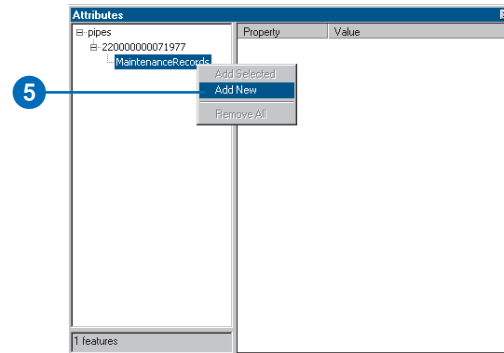 Attributes
pipes
220000000071977
MaintenanceRecords
Property Value
Add Selected
Add New
Remove All
5
1 features